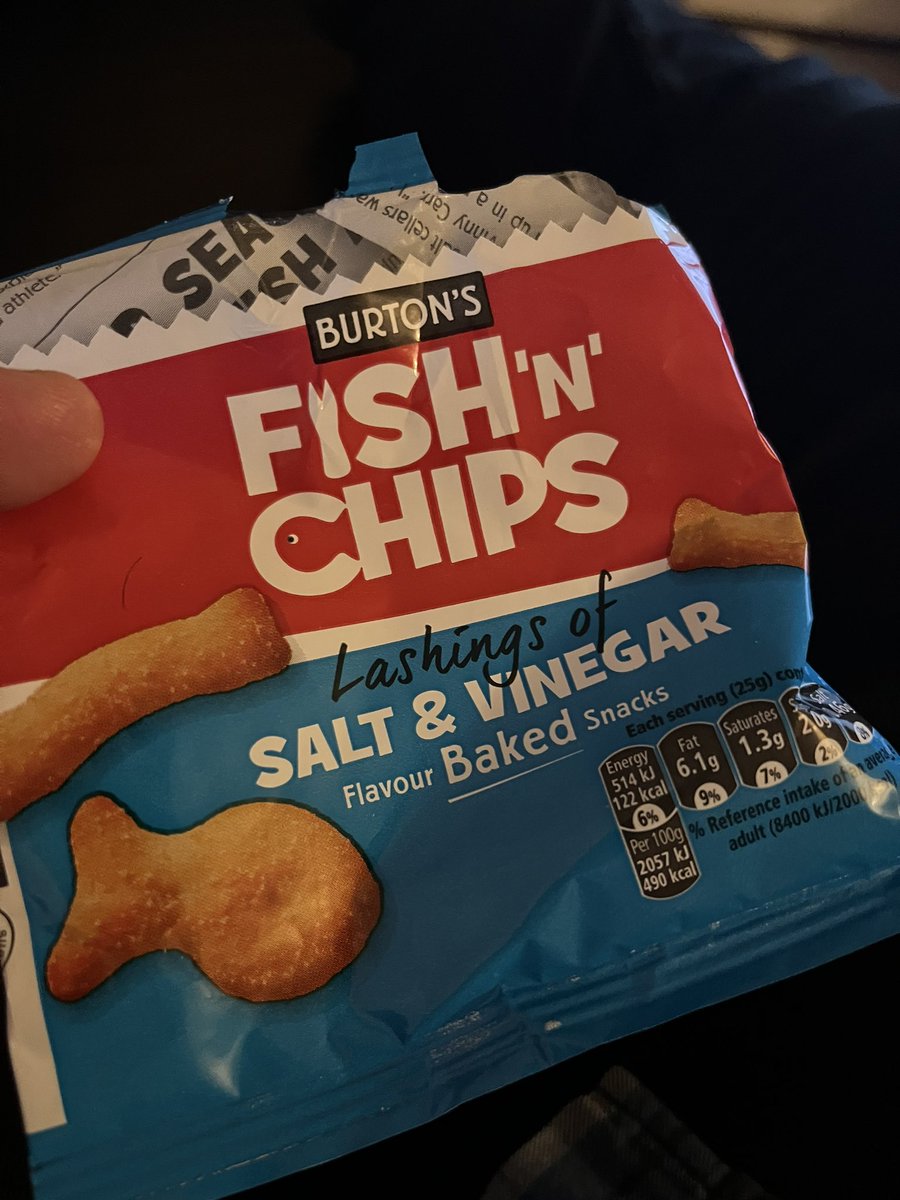 athlete."
SEA
BURTON'S
FISH 'N'
CHIPS
Lashings of
SALT & VINEGAR
Flavour Baked Snacks
Each serving (25g)
Energy
514 kJ
122 kcal
6%
Per 100g
2057 kJ
490 kcal
Fat
6.1g
9%
Saturates
1.3g
7%
2%
% Reference intake of
adult (8400 kJ/2000